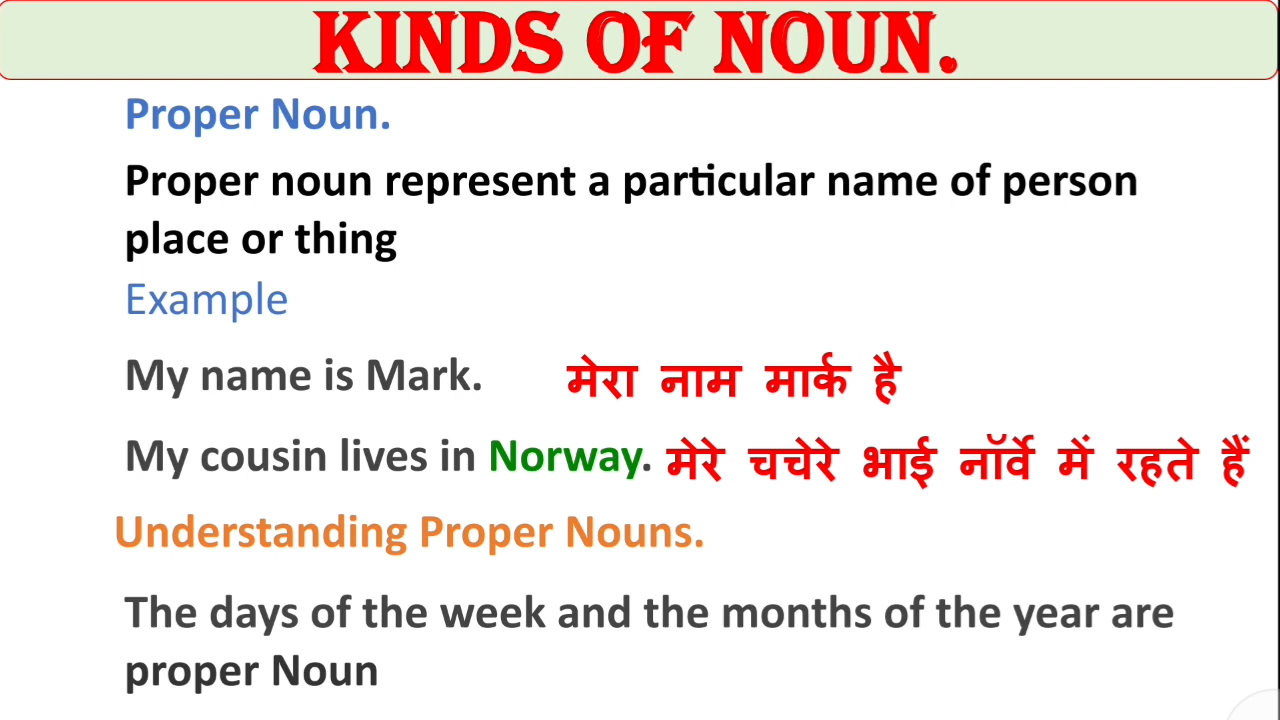 KINDS OF NOUN.
Proper Noun.
Proper noun represent a particular name of person
place or thing
Example
My name is Mark. मेरा नाम मार्क है
My cousin lives in Norway. मेरे चचेरे भाई नॉर्वे में रहते हैं
Understanding Proper Nouns.
The days of the week and the months of the year are
proper Noun